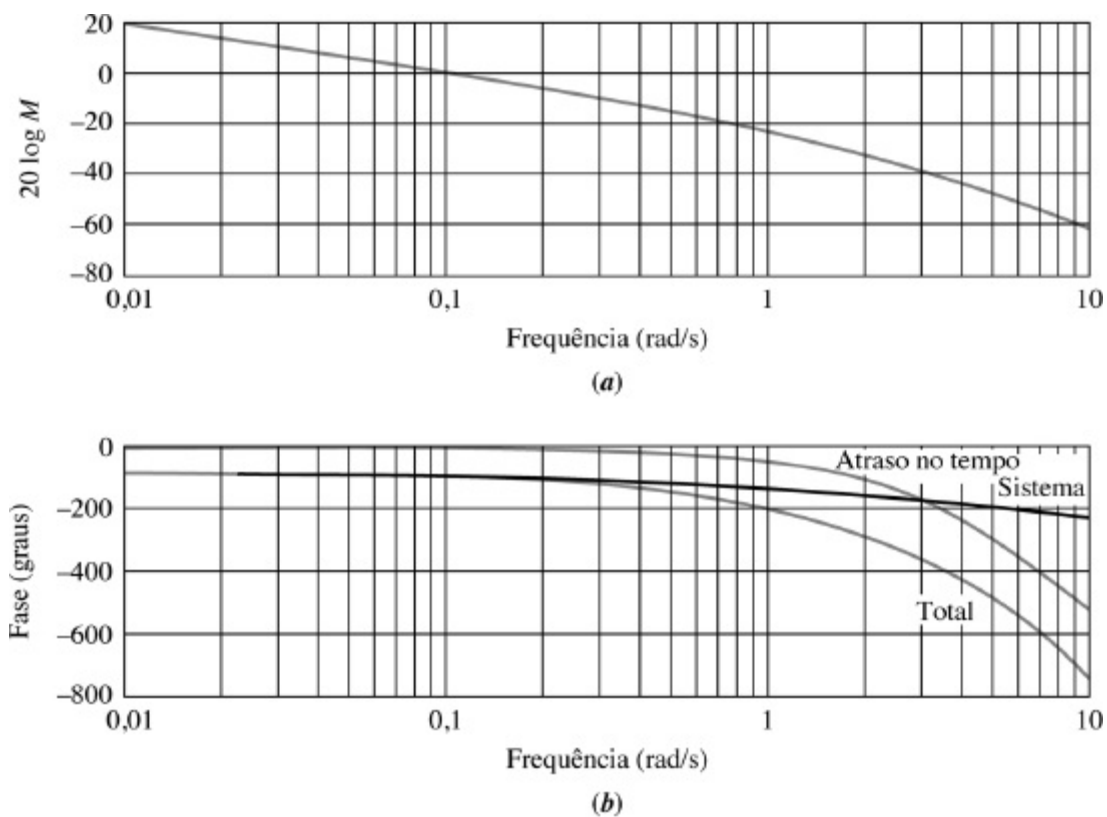 20
0
−20
−40
−60
−80
20 log M
0,01 0,1 1 10
Frequência (rad/s)
(a)
0
−200
−400
−600
−800
Fase (graus)
Atraso no tempo
Sistema
Total
0,01 0,1 1 10
Frequência (rad/s)
(b)